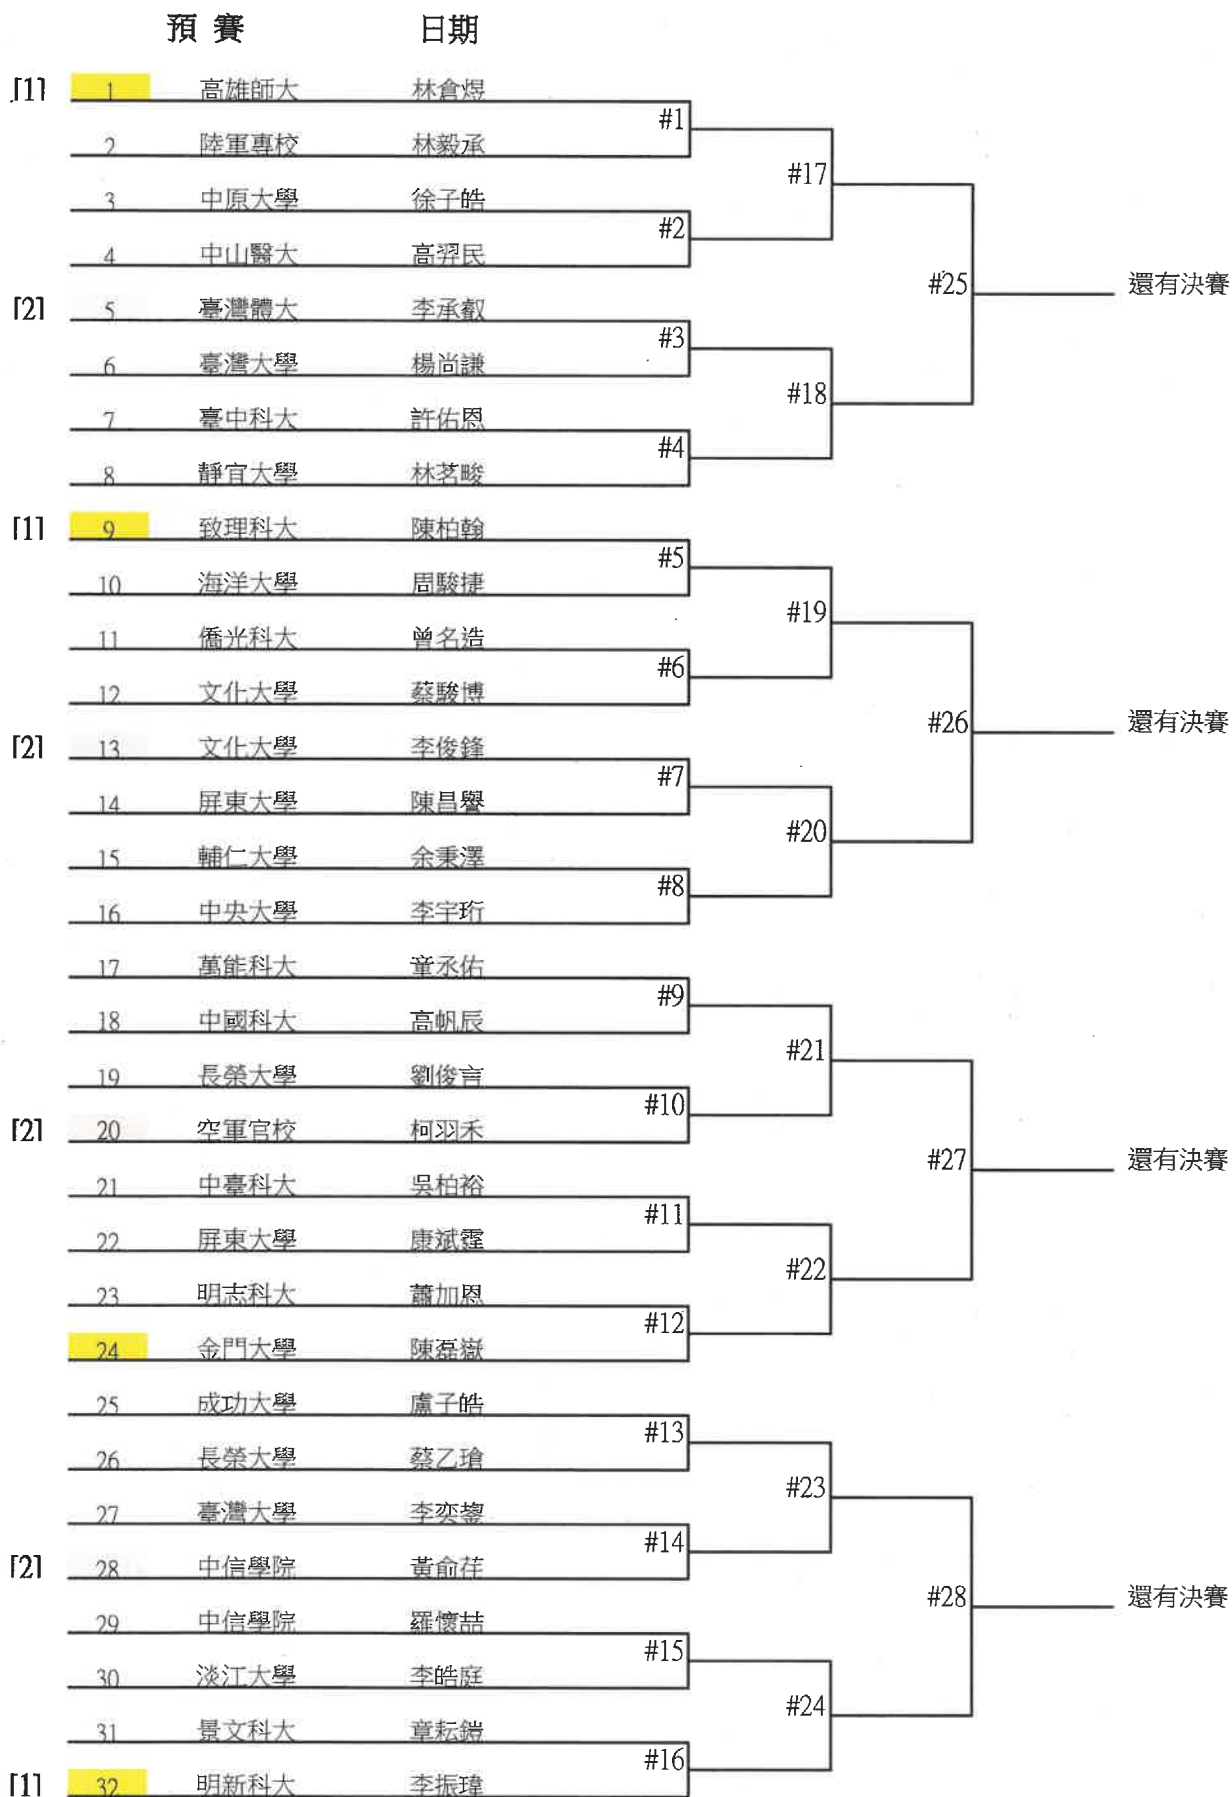 預 賽 日期
[1] 1 高雄師大 林倉煜
#1
2 陸軍專校 林毅承
#17
3 中原大學 徐子皓
#2
4 中山醫大 高羿民
#25 還有決賽
[2] 5 臺灣體大 李承叡
#3
6 臺灣大學 楊尚謙
#18
7 臺中科大 許佑恩
#4
8 靜宜大學 林茗畯
[1] 9 致理科大 陳柏翰
#5
10 海洋大學 周駿捷
#19
11 僑光科大 曾名造
#6
12 文化大學 蔡駿博
#26 還有決賽
[2] 13 文化大學 李俊鋒
#7
14 屏東大學 陳昌譽
#20
15 輔仁大學 余秉澤
#8
16 中央大學 李宇珩
17 萬能科大 童丞佑
#9
18 中國科大 高帆辰
#21
19 長榮大學 劉俊言
#10
[2] 20 空軍官校 柯羽禾
#27 還有決賽
21 中臺科大 吳柏裕
#11
22 屏東大學 康斌霆
#22
23 明志科大 蕭加恩
#12
24 金門大學 陳磊嶽
25 成功大學 盧子皓
#13
26 長榮大學 蔡乙瑲
#23
27 臺灣大學 李奕鋆
#14
[2] 28 中信學院 黃俞荏
#28 還有決賽
29 中信學院 羅懷喆
#15
30 淡江大學 李皓庭
#24
31 景文科大 章耘鎧
#16
[1] 32 明新科大 李振瑋